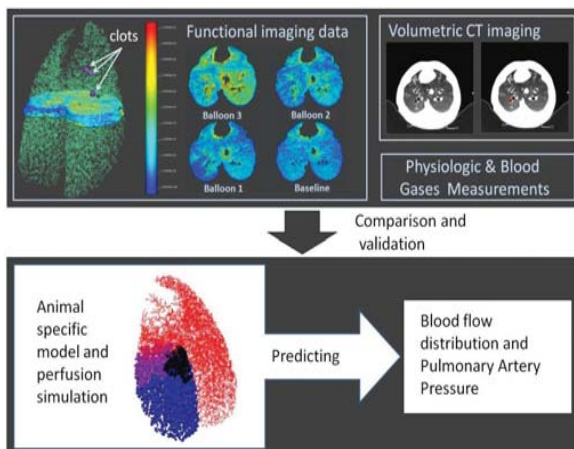 clots
Functional imaging data
Balloon 3
Balloon 2
Balloon 1
Baseline
Volumetric CT imaging
Physiologic & Blood
Gases Measurements
Comparison and
validation
Animal
specific
model and
perfusion
simulation
Predicting
Blood flow
distribution and
Pulmonary Artery
Pressure